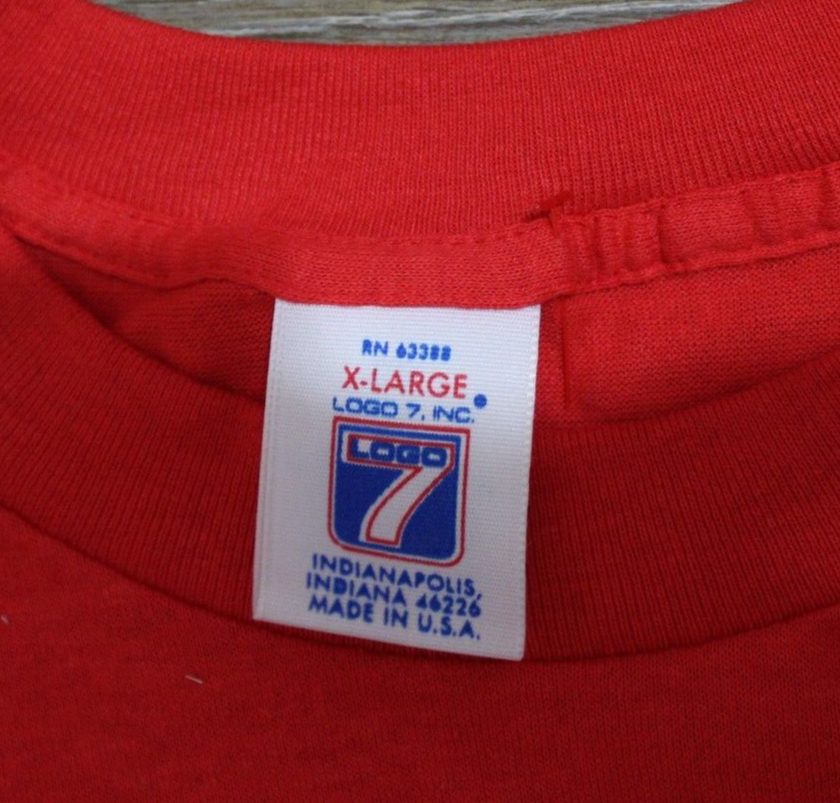 RN 63388
X-LARGE
LOGO 7, INC.
LOGO
7
INDIANAPOLIS,
INDIANA 46226
MADE IN U.S.A.